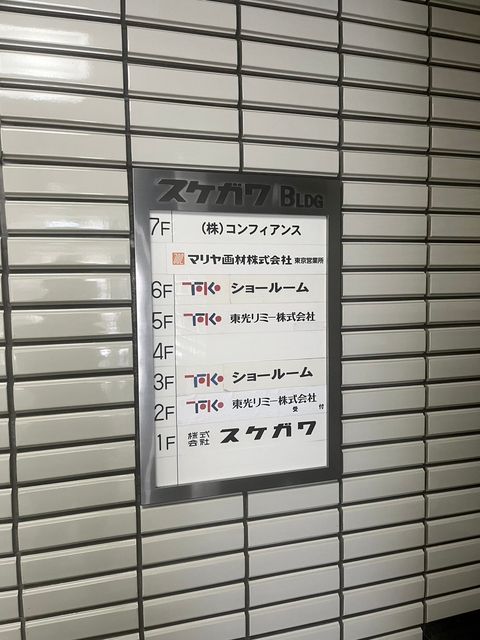 スケガワ BLDG
7F (株)コンフィアンス
マリヤ画材株式会社 東京営業所
6F TOKO ショールーム
5F TOKO 東光リミー株式会社
4F
3F TOKO ショールーム
2F TOKO 東光リミー株式会社
受付
1F 株式会社 スケガワ